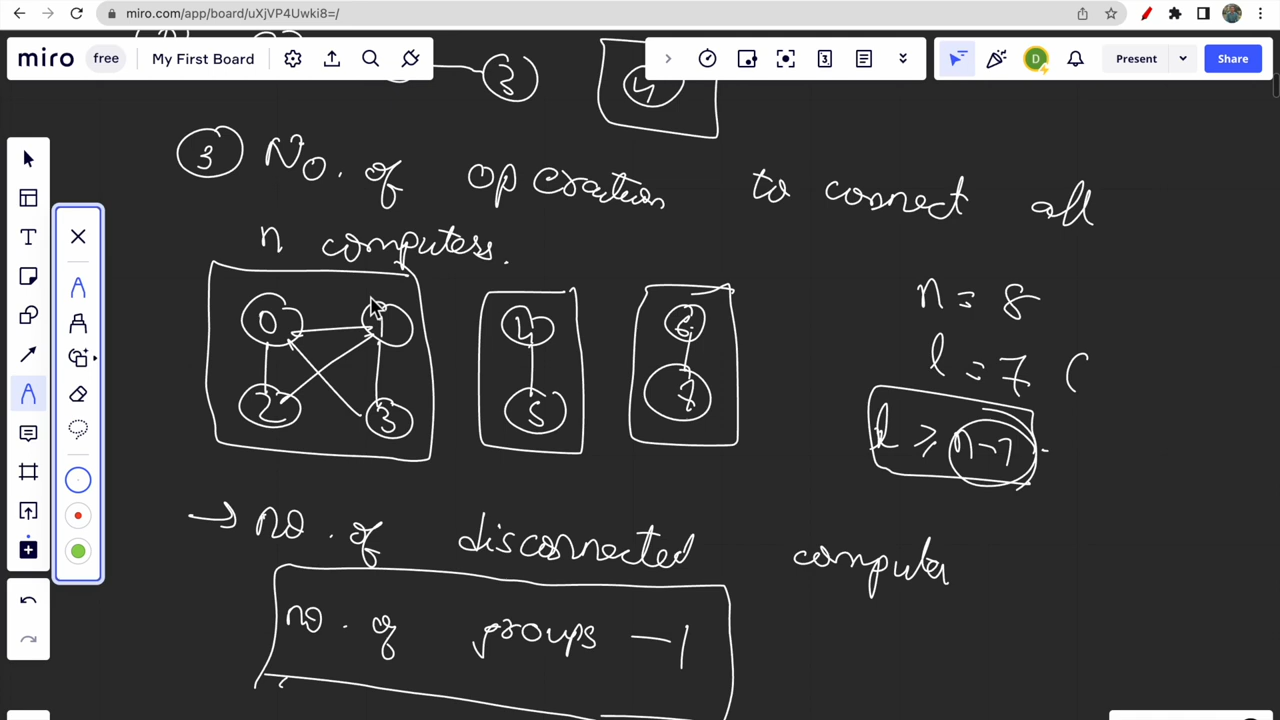 miro.com/app/board/uXjVP4Uwki8=/
miro free My First Board
D Present Share
3 4
3 No. of operation to connect all
n computers.
0 1 4 6
2 3 5 7
n = 8
l = 7 (
l ≥ n-1
→ no. of disconnected computer
no. of groups - 1